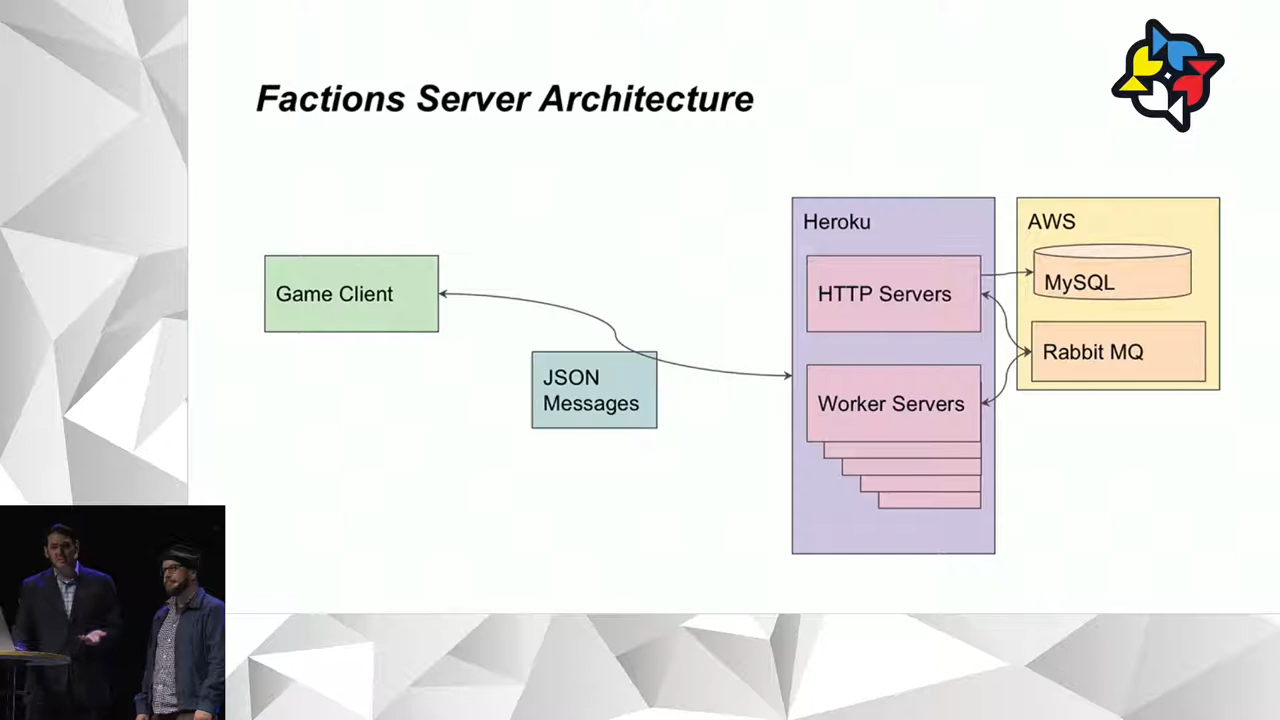 Factions Server Architecture
Heroku
AWS
Game Client
HTTP Servers
MySQL
JSON
Messages
Rabbit MQ
Worker Servers